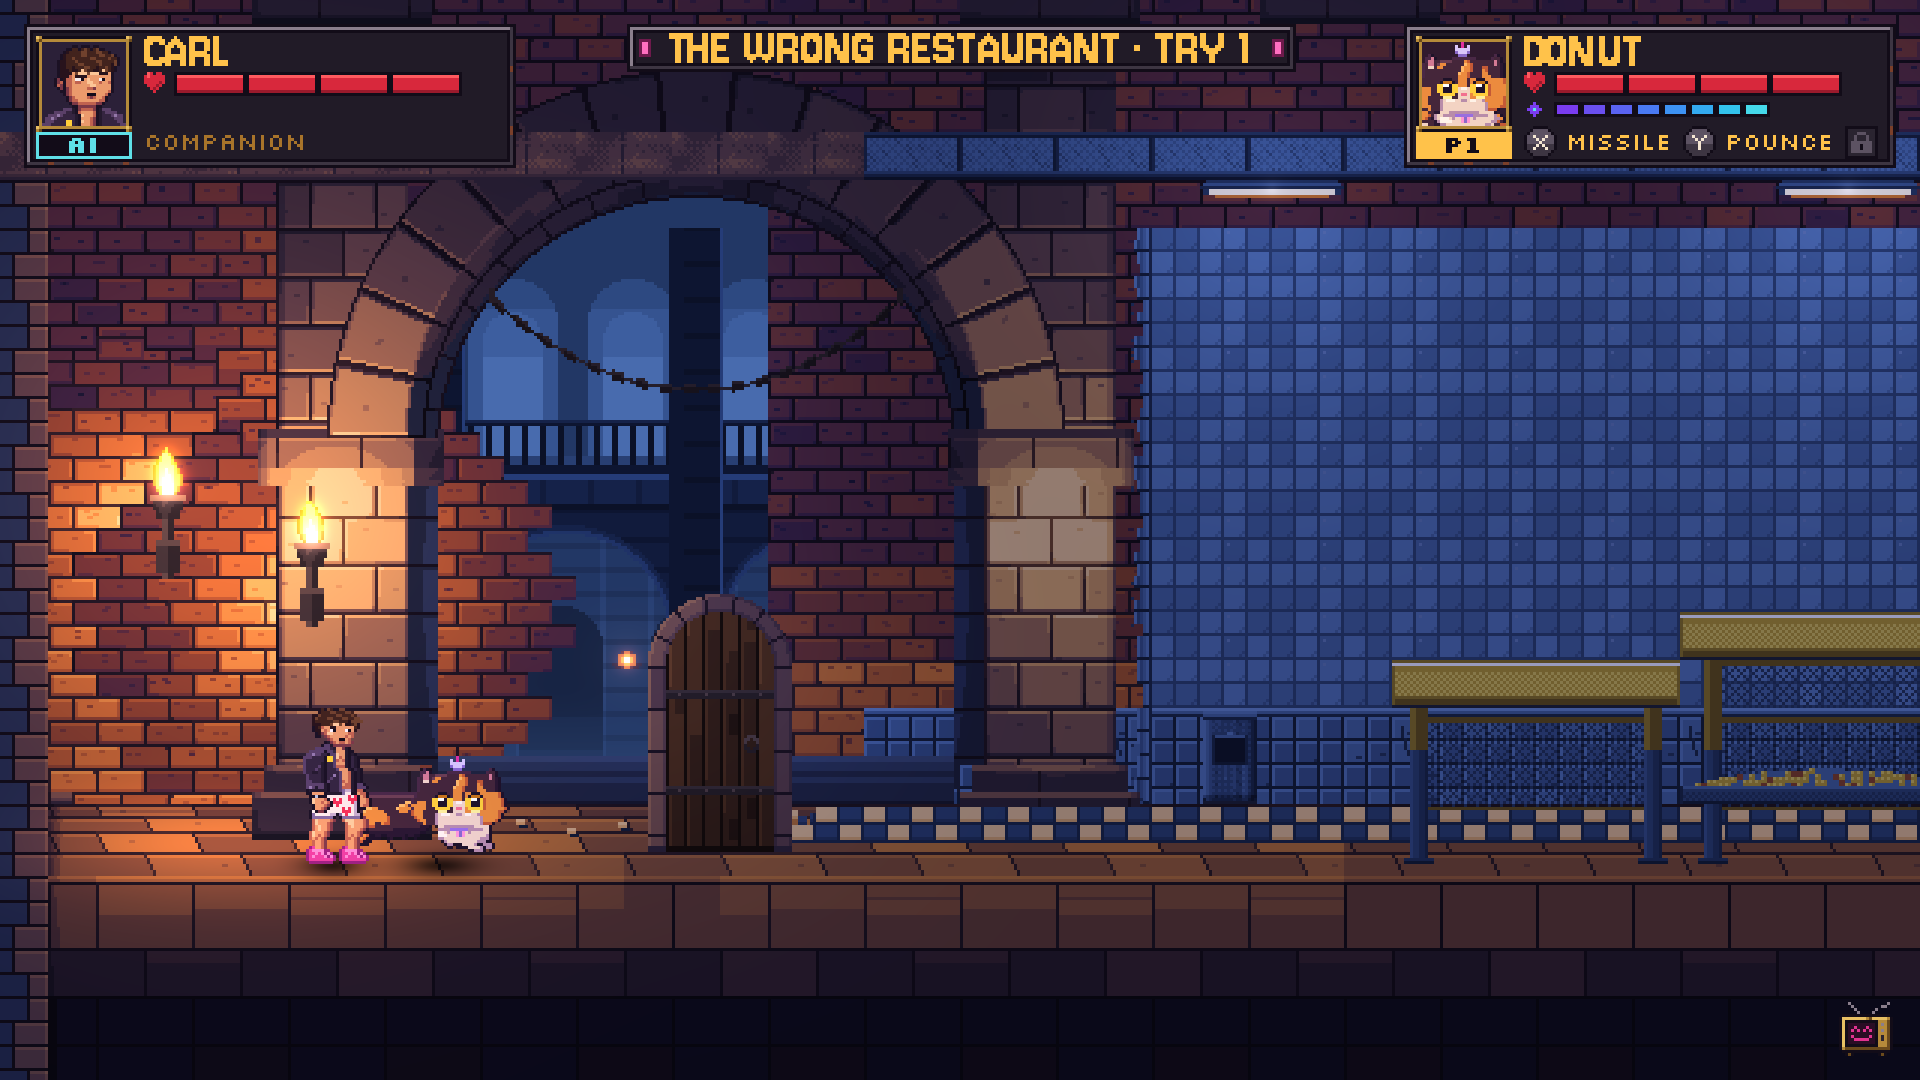 CARL
AI
COMPANION
THE WRONG RESTAURANT · TRY 1
DONUT
P1
X MISSILE Y POUNCE